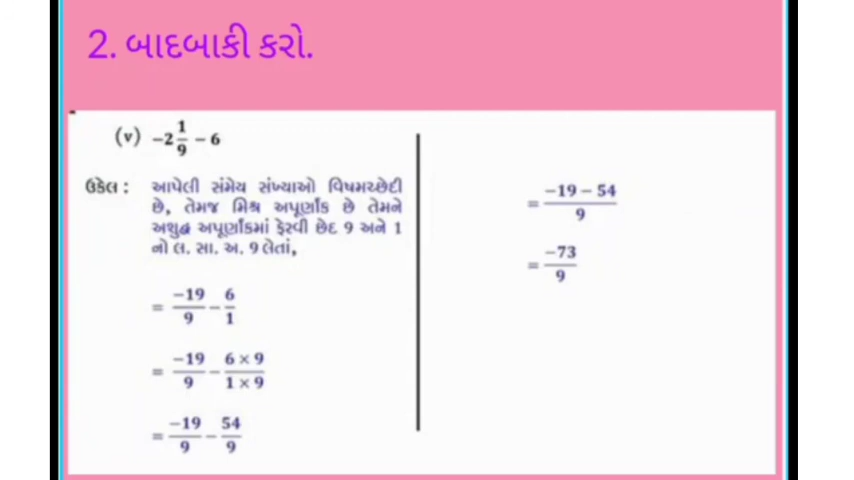 2. બાદબાકી કરો.
(v) −2 1/9 − 6
ઉકેલ : આપેલી સંમેય સંખ્યાઓ વિષમચ્છેદી
છે, તેમજ મિશ્ર અપૂર્ણાંક છે તેમને
અશુદ્ધ અપૂર્ણાંકમાં ફેરવી છેદ 9 અને 1
નો લ. સા. અ. 9 લેતાં,
= −19/9 − 6/1
= −19/9 − 6 × 9/1 × 9
= −19/9 − 54/9
= −19 − 54/9
= −73/9